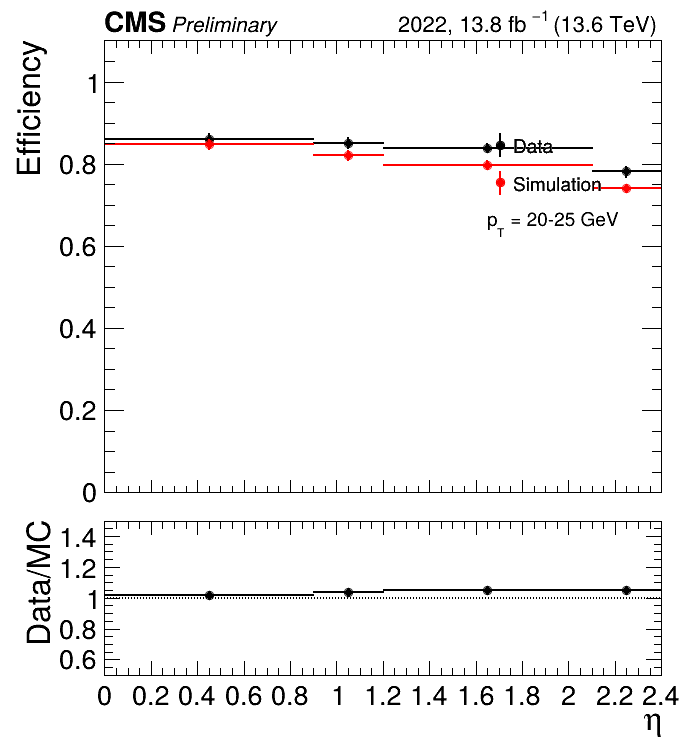 CMS Preliminary 2022, 13.8 fb⁻¹ (13.6 TeV)
Efficiency
1
0.8
0.6
0.4
0.2
0
Data
Simulation
p_T = 20-25 GeV
Data/MC
1.4
1.2
1
0.8
0.6
0 0.2 0.4 0.6 0.8 1 1.2 1.4 1.6 1.8 2 2.2 2.4
η